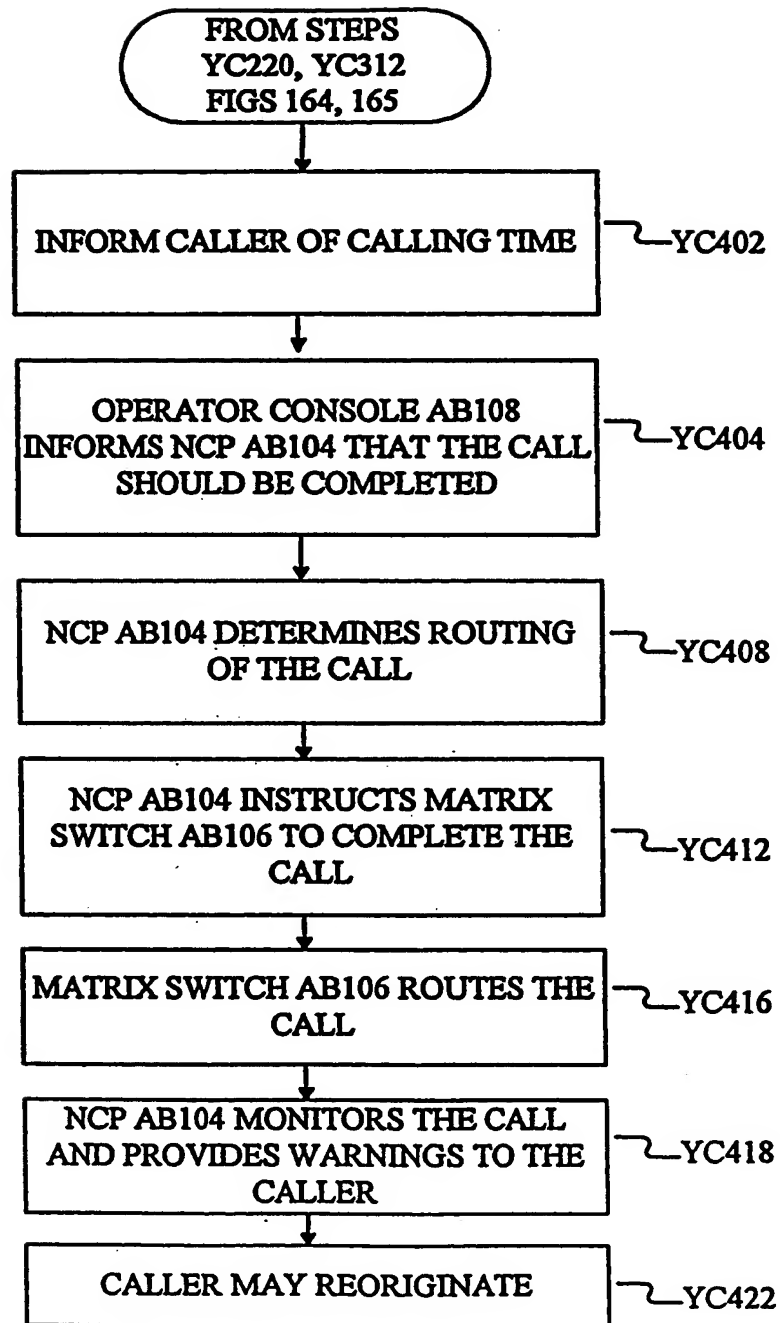 FROM STEPS
YC220, YC312
FIGS 164, 165
INFORM CALLER OF CALLING TIME
YC402
OPERATOR CONSOLE AB108
INFORMS NCP AB104 THAT THE CALL
SHOULD BE COMPLETED
YC404
NCP AB104 DETERMINES ROUTING
OF THE CALL
YC408
NCP AB104 INSTRUCTS MATRIX
SWITCH AB106 TO COMPLETE THE
CALL
YC412
MATRIX SWITCH AB106 ROUTES THE
CALL
YC416
NCP AB104 MONITORS THE CALL
AND PROVIDES WARNINGS TO THE
CALLER
YC418
CALLER MAY REORIGINATE
YC422